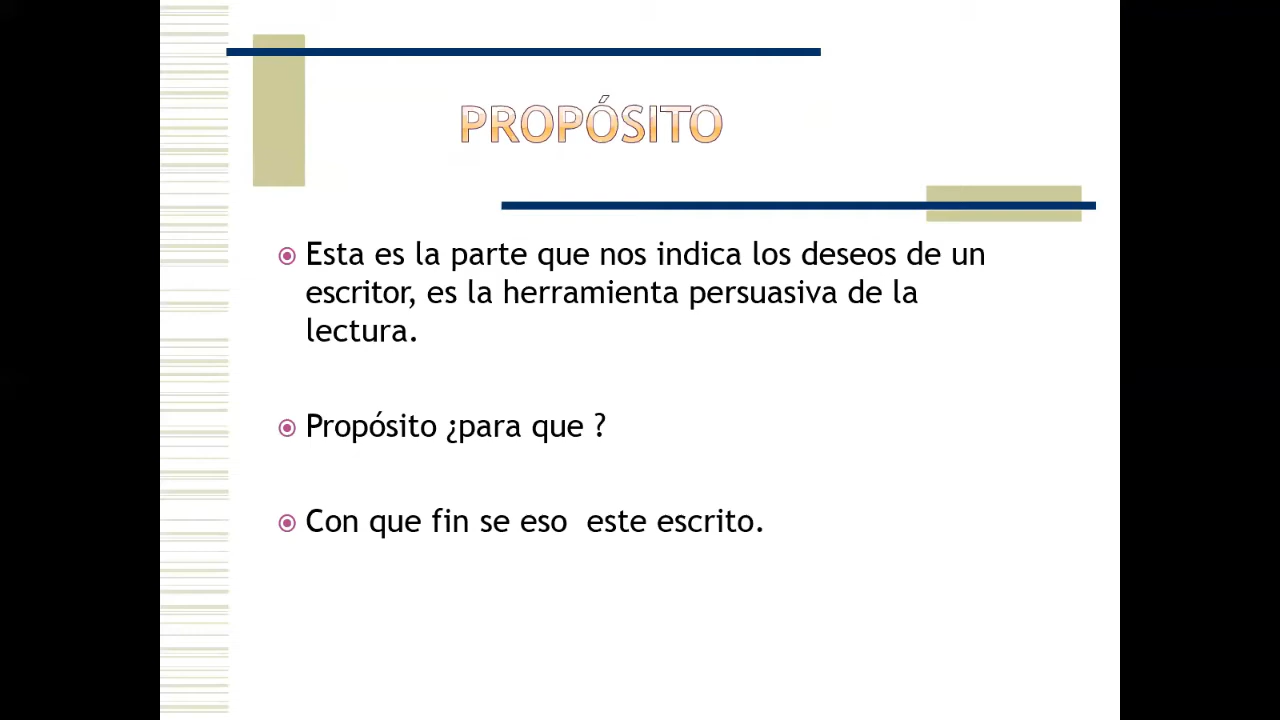 PROPÓSITO
Esta es la parte que nos indica los deseos de un
escritor, es la herramienta persuasiva de la
lectura.
Propósito ¿para que ?
Con que fin se eso  este escrito.